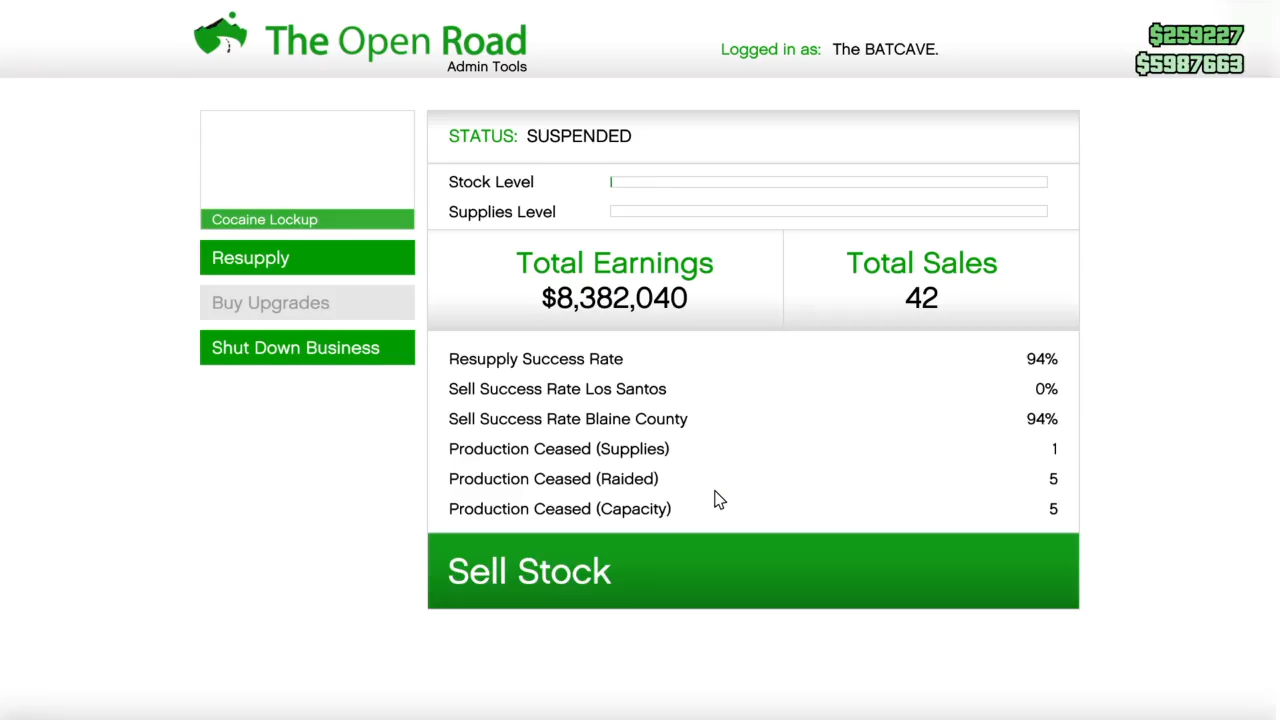 The Open Road
Admin Tools
Logged in as: The BATCAVE.
$259227
$5987663
Cocaine Lockup
Resupply
Buy Upgrades
Shut Down Business
STATUS: SUSPENDED
Stock Level
Supplies Level
Total Earnings
$8,382,040
Total Sales
42
Resupply Success Rate 94%
Sell Success Rate Los Santos 0%
Sell Success Rate Blaine County 94%
Production Ceased (Supplies) 1
Production Ceased (Raided) 5
Production Ceased (Capacity) 5
Sell Stock